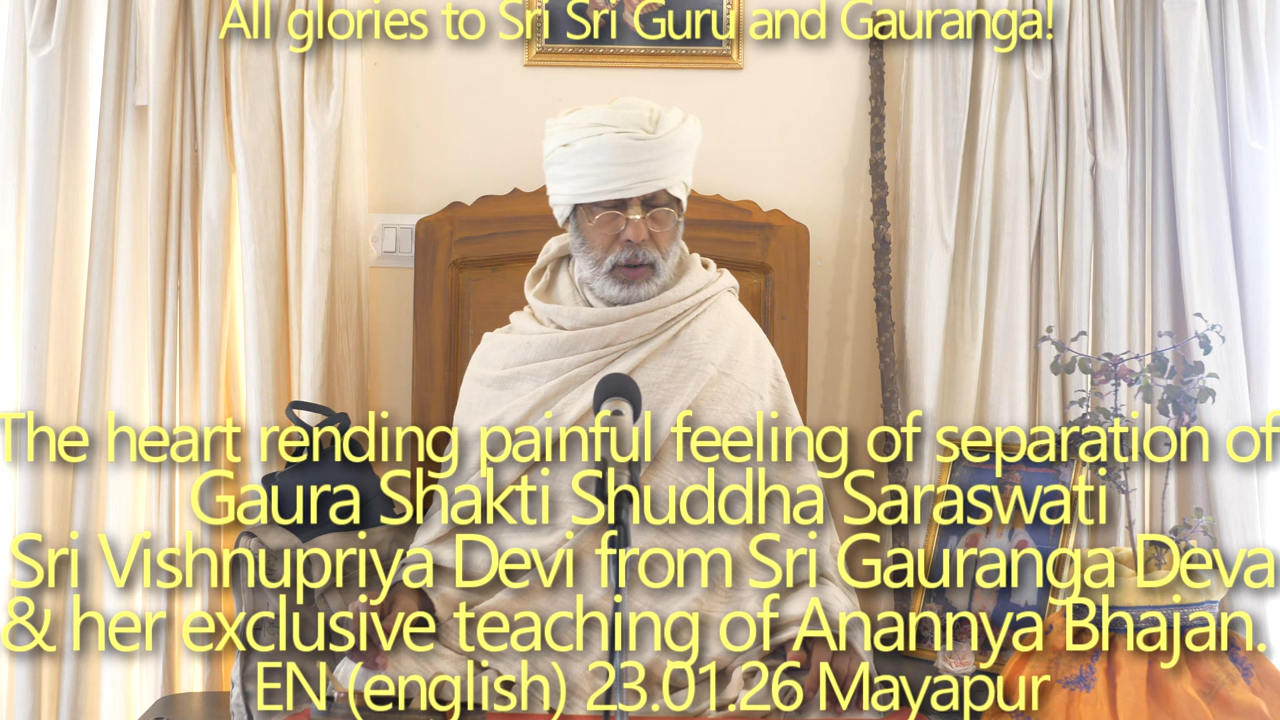 All glories to Sri Sri Guru and Gauranga!
The heart rending painful feeling of separation of
Gaura Shakti Shuddha Saraswati
Sri Vishnupriya Devi from Sri Gauranga Deva
& her exclusive teaching of Anannya Bhajan.
EN (english) 23.01.26 Mayapur